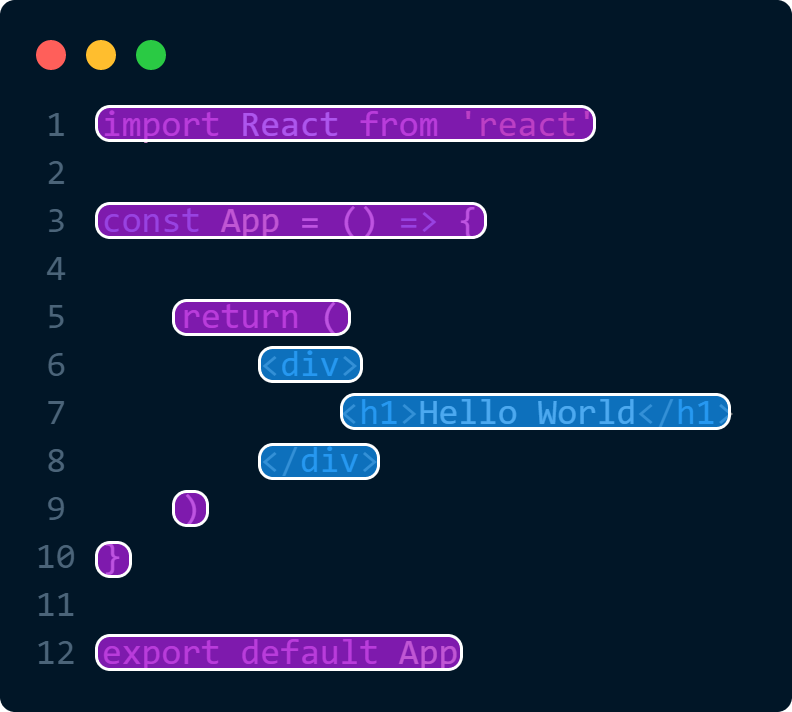 1 import React from 'react'
2
3 const App = () => {
4
5 return (
6 <div>
7 <h1>Hello World</h1>
8 </div>
9 )
10 }
11
12 export default App